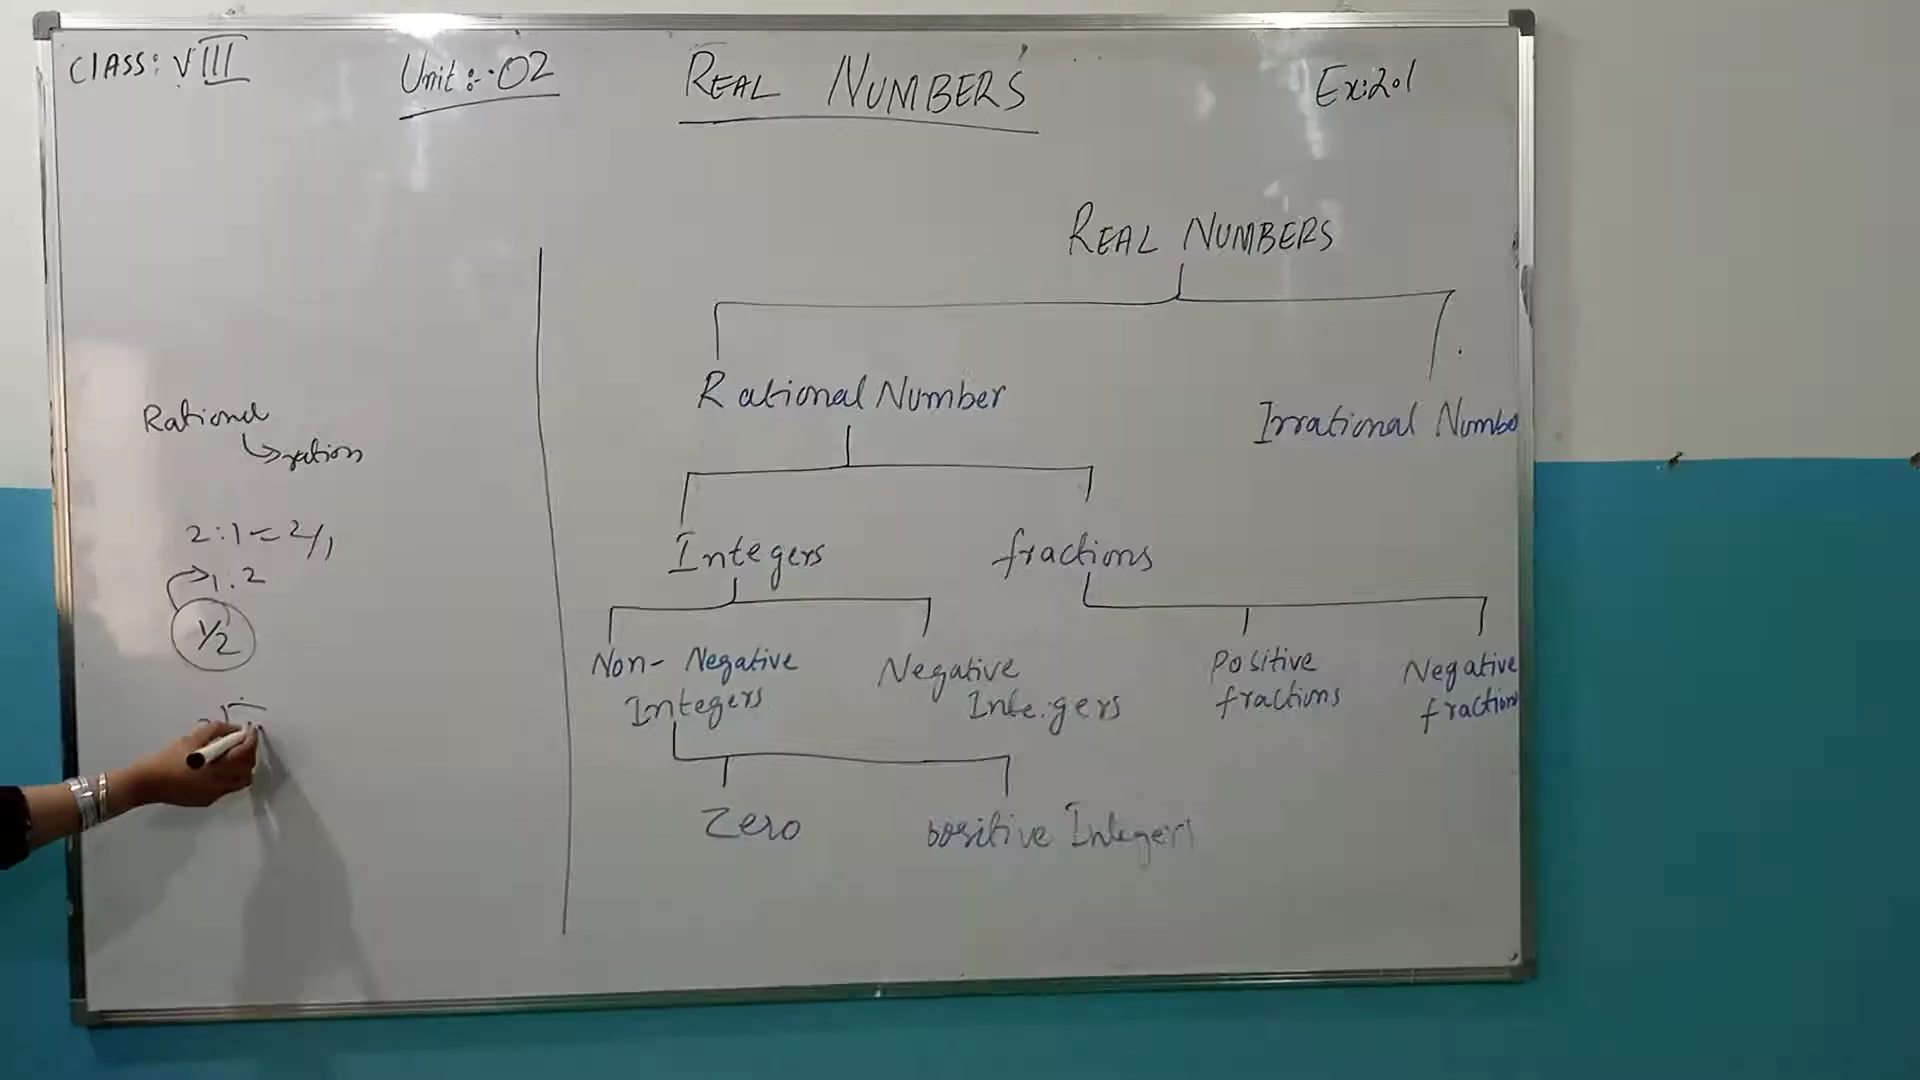 CLASS: VIII
Unit:-02
REAL NUMBERS
Ex:2.1
REAL NUMBERS
Rational Number
Irrational Numbe
Rational
2:1 = 2/1
1:2
1/2
Integers
fractions
Non-Negative
Integers
Negative
Integers
Positive
fractions
Negative
fraction
Zero
positive Integers